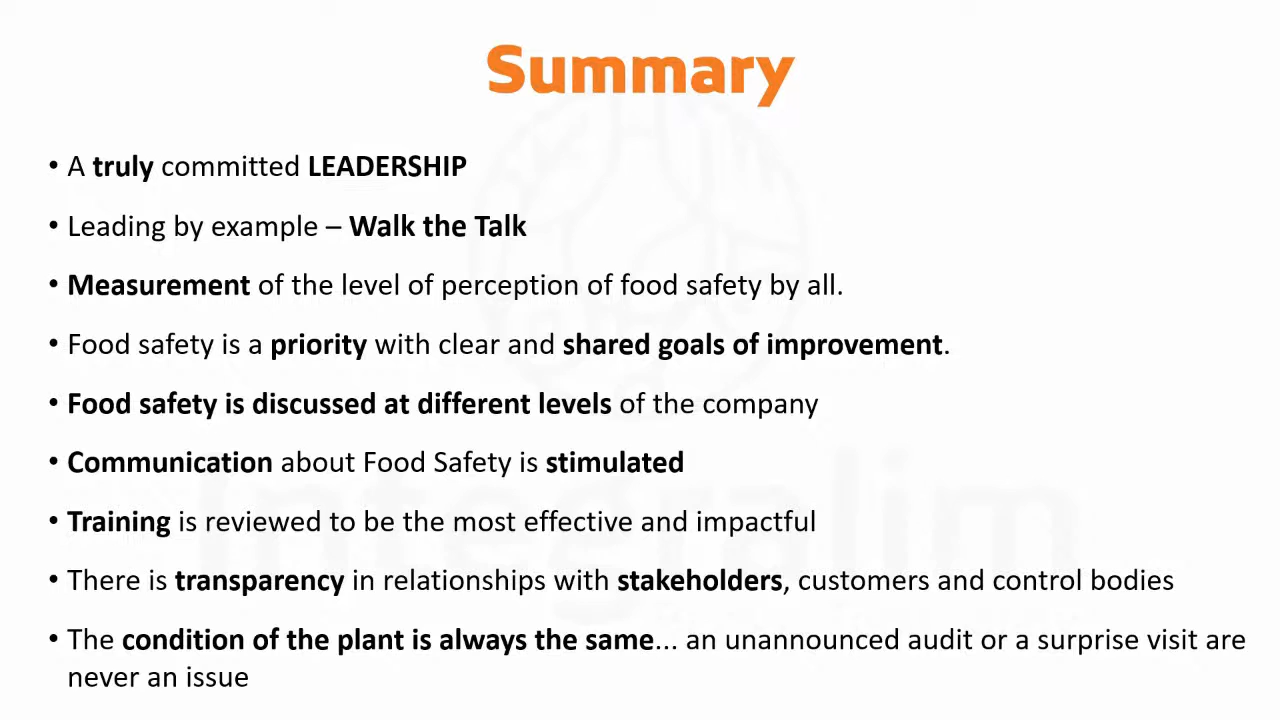 Summary
• A truly committed LEADERSHIP
• Leading by example – Walk the Talk
• Measurement of the level of perception of food safety by all.
• Food safety is a priority with clear and shared goals of improvement.
• Food safety is discussed at different levels of the company
• Communication about Food Safety is stimulated
• Training is reviewed to be the most effective and impactful
• There is transparency in relationships with stakeholders, customers and control bodies
• The condition of the plant is always the same... an unannounced audit or a surprise visit are
never an issue
Integralim